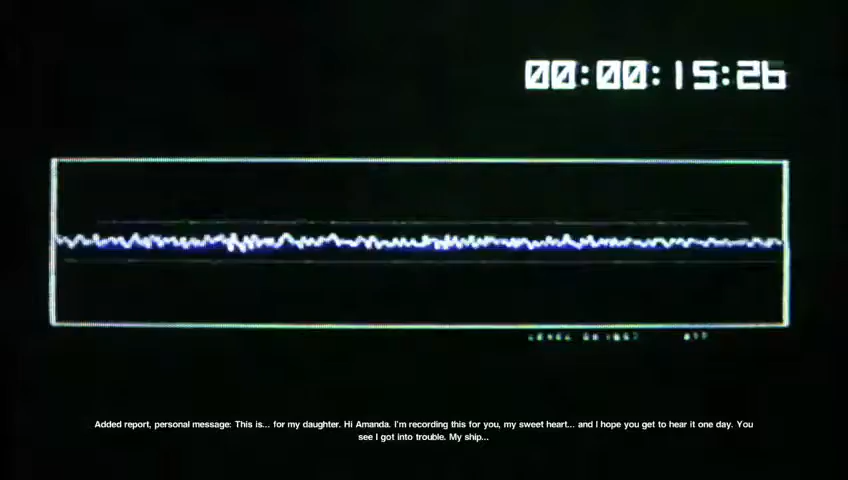 00:00:15:26
Added report, personal message: This is... for my daughter. Hi Amanda. I'm recording this for you, my sweet heart... and I hope you get to hear it one day. You
see I got into trouble. My ship...